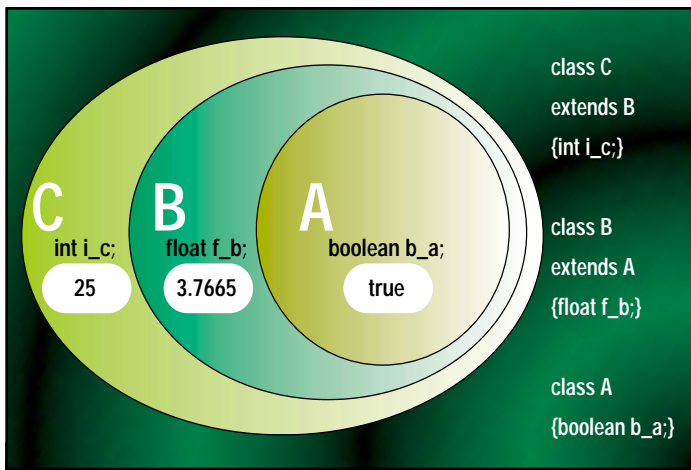 C
int i_c;
25
B
float f_b;
3.7665
A
boolean b_a;
true
class C
extends B
{int i_c;}
class B
extends A
{float f_b;}
class A
{boolean b_a;}